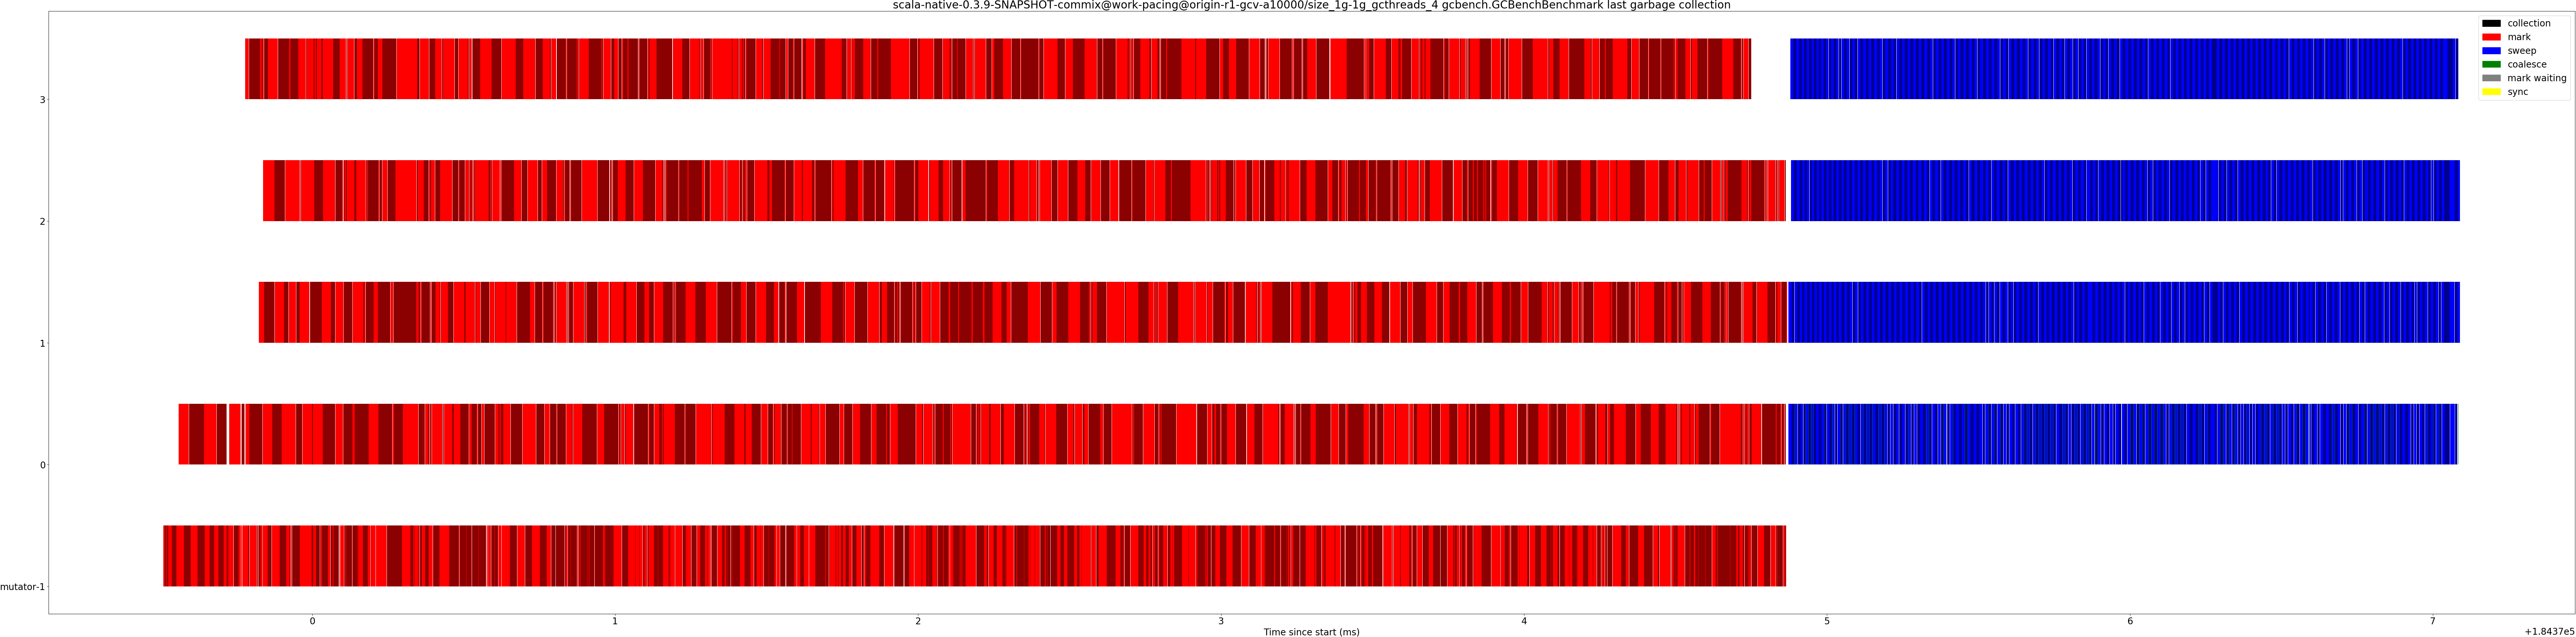 scala-native-0.3.9-SNAPSHOT-commix@work-pacing@origin-r1-gcv-a10000/size_1g-1g_gcthreads_4 gcbench.GCBenchBenchmark last garbage collection
collection
mark
sweep
coalesce
mark waiting
sync
3
2
1
0
mutator-1
0 1 2 3 4 5 6 7
Time since start (ms)
+1.8437e5